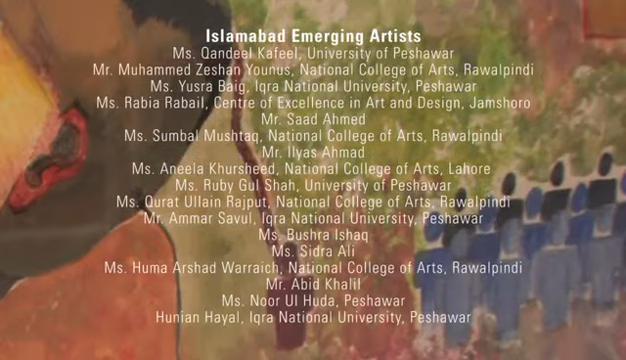 Islamabad Emerging Artists
Ms. Qandeel Kafeel, University of Peshawar
Mr. Muhammed Zeshan Younus, National College of Arts, Rawalpindi
Ms. Yusra Baig, Iqra National University, Peshawar
Ms. Rabia Rabail, Centre of Excellence in Art and Design, Jamshoro
Mr. Saad Ahmed
Ms. Sumbal Mushtaq, National College of Arts, Rawalpindi
Mr. Ilyas Ahmad
Ms. Aneela Khursheed, National College of Arts, Lahore
Ms. Ruby Gul Shah, University of Peshawar
Ms. Qurat Ullain Rajput, National College of Arts, Rawalpindi
Mr. Ammar Savul, Iqra National University, Peshawar
Ms. Bushra Ishaq
Ms. Sidra Ali
Ms. Huma Arshad Warraich, National College of Arts, Rawalpindi
Mr. Abid Khalil
Ms. Noor Ul Huda, Peshawar
Hunian Hayal, Iqra National University, Peshawar